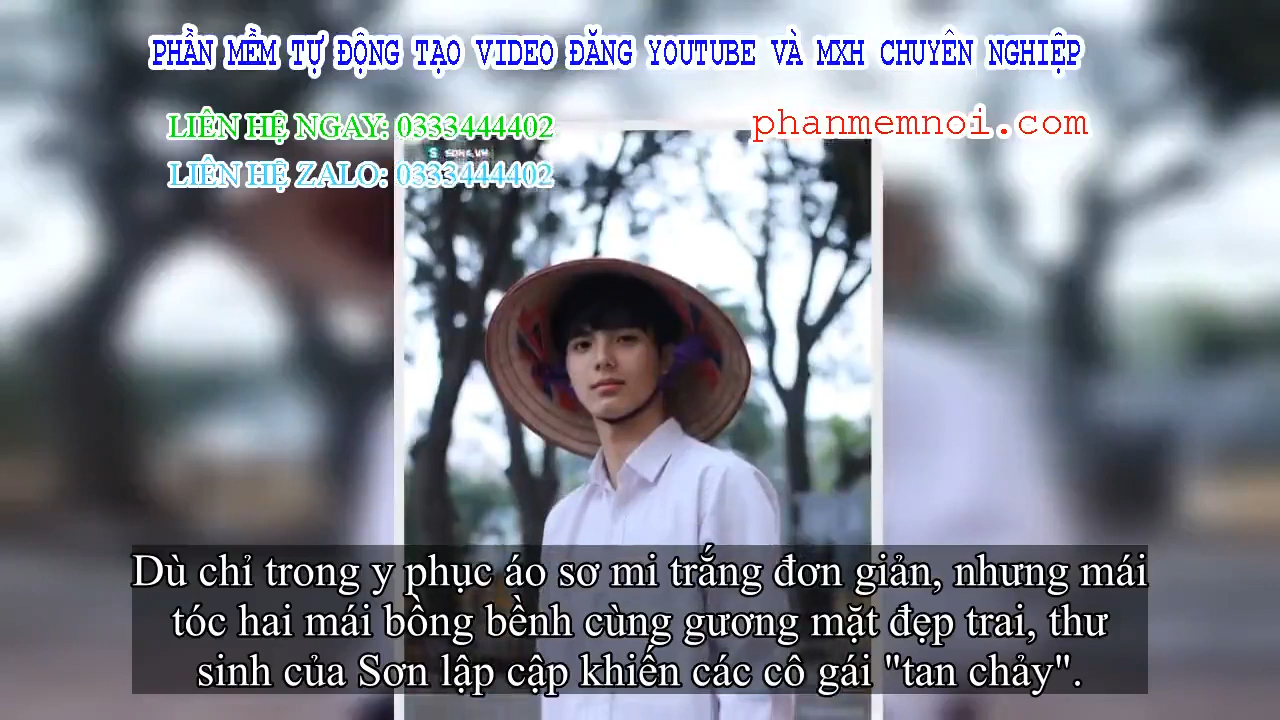 PHẦN MỀM TỰ ĐỘNG TẠO VIDEO ĐĂNG YOUTUBE VÀ MXH CHUYÊN NGHIỆP
LIÊN HỆ NGAY: 0333444402
phanmemnoi.com
LIÊN HỆ ZALO: 0333444402
Dù chỉ trong y phục áo sơ mi trắng đơn giản, nhưng mái
tóc hai mái bồng bềnh cùng gương mặt đẹp trai, thư
sinh của Sơn lập cập khiến các cô gái "tan chảy".